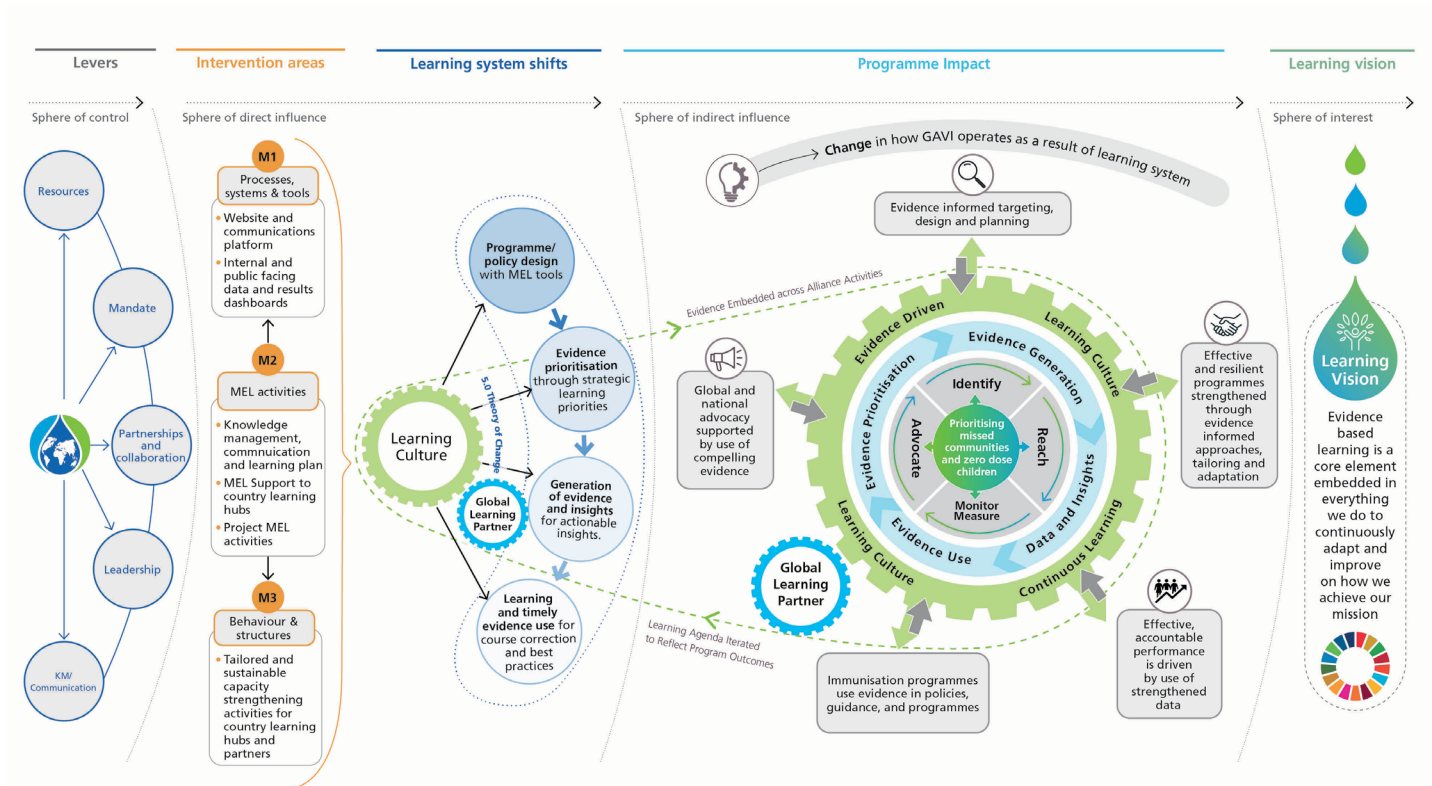 Levers
Intervention areas
Learning system shifts
Programme Impact
Learning vision
Sphere of control
Sphere of direct influence
Sphere of indirect influence
Sphere of interest
Resources
Mandate
Partnerships
and
collaboration
Leadership
KM/
Communication
M1
Processes,
systems & tools
• Website and
communications
platform
• Internal and
public facing
data and results
dashboards
M2
MEL activities
• Knowledge
management,
commnuication
and learning plan
• MEL Support to
country learning
hubs
• Project MEL
activities
M3
Behaviour &
structures
• Tailored and
sustainable
capacity
strengthening
activities for
country learning
hubs and
partners
Learning
Culture
5.0 Theory of Change
Global
Learning
Partner
Programme/
policy design
with MEL tools
Evidence
prioritisation
through strategic
learning
priorities
Generation
of evidence
and insights
for actionable
insights.
Learning
and timely
evidence use for
course correction
and best
practices
Change in how GAVI operates as a result of learning system
Evidence informed targeting,
design and planning
Evidence Embedded across Alliance Activities
Global and
national
advocacy
supported
by use of
compelling
evidence
Effective
and resilient
programmes
strengthened
through
evidence
informed
approaches,
tailoring and
adaptation
Evidence Driven
Learning Culture
Continuous Learning
Learning Culture
Evidence Prioritisation
Evidence Generation
Data and Insights
Evidence Use
Identify
Reach
Monitor
Measure
Advocate
Prioritising
missed
communities
and zero dose
children
Global
Learning
Partner
Learning Agenda Iterated
to Reflect Program Outcomes
Immunisation programmes
use evidence in policies,
guidance, and programmes
Effective,
accountable
performance
is driven
by use of
strengthened
data
Learning
Vision
Evidence
based
learning is a
core element
embedded in
everything
we do to
continuously
adapt and
improve
on how we
achieve our
mission